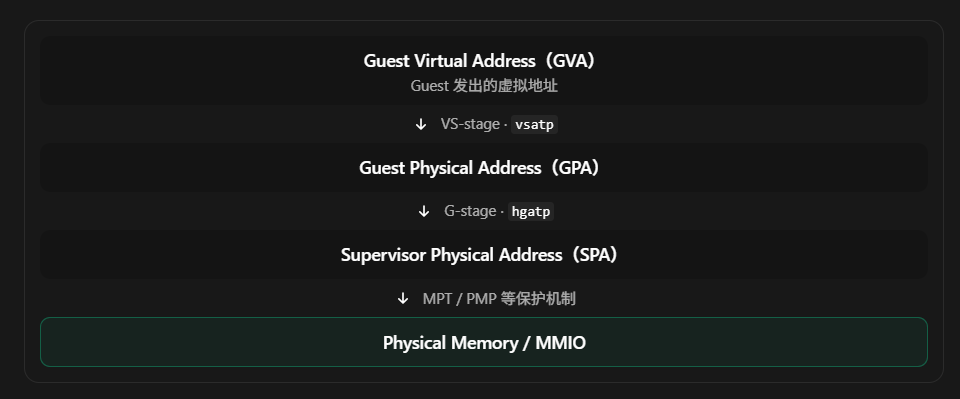 Guest Virtual Address（GVA）
Guest 发出的虚拟地址
↓ VS-stage · vsatp
Guest Physical Address（GPA）
↓ G-stage · hgatp
Supervisor Physical Address（SPA）
↓ MPT / PMP 等保护机制
Physical Memory / MMIO